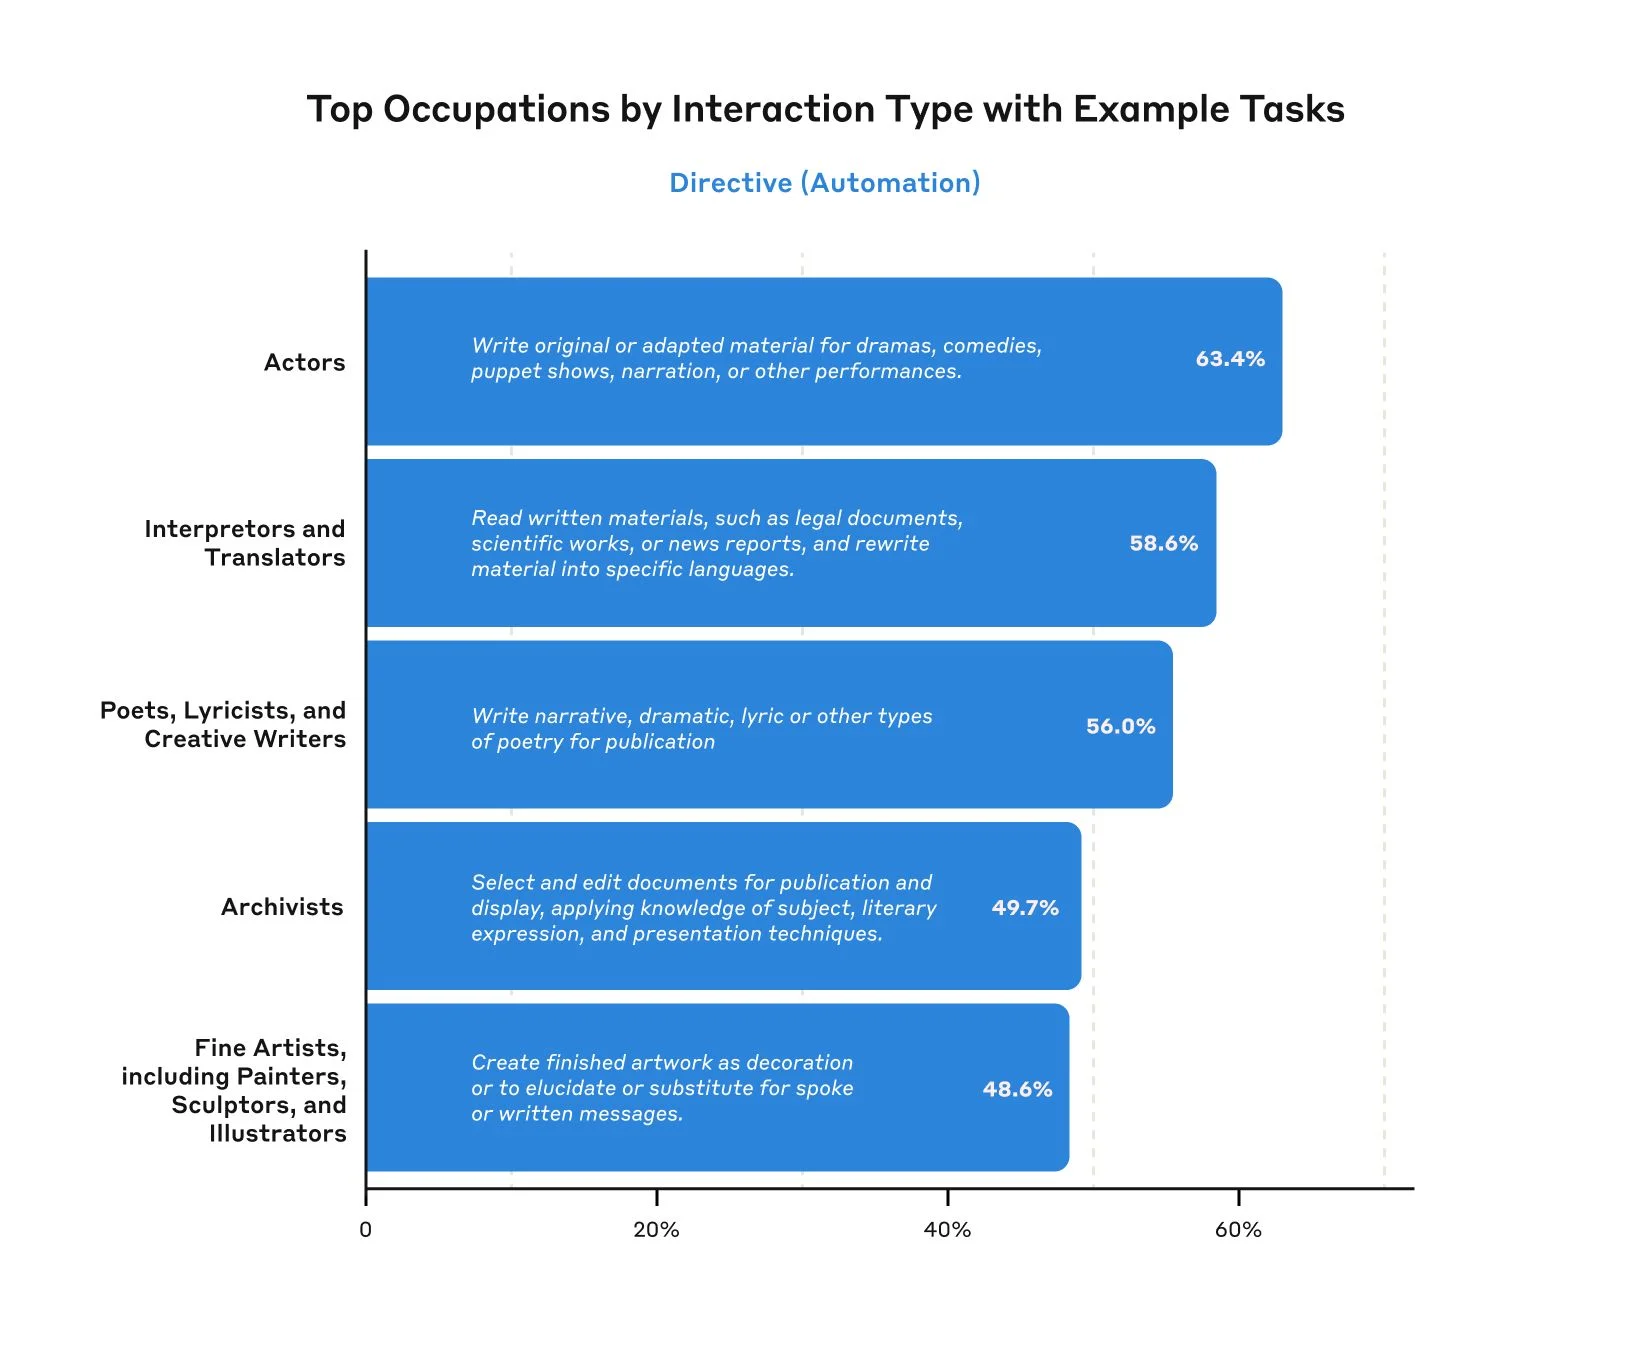 Top Occupations by Interaction Type with Example Tasks
Directive (Automation)
Actors
Write original or adapted material for dramas, comedies,
puppet shows, narration, or other performances.
63.4%
Interpretors and
Translators
Read written materials, such as legal documents,
scientific works, or news reports, and rewrite
material into specific languages.
58.6%
Poets, Lyricists, and
Creative Writers
Write narrative, dramatic, lyric or other types
of poetry for publication
56.0%
Archivists
Select and edit documents for publication and
display, applying knowledge of subject, literary
expression, and presentation techniques.
49.7%
Fine Artists,
including Painters,
Sculptors, and
Illustrators
Create finished artwork as decoration
or to elucidate or substitute for spoke
or written messages.
48.6%
0
20%
40%
60%